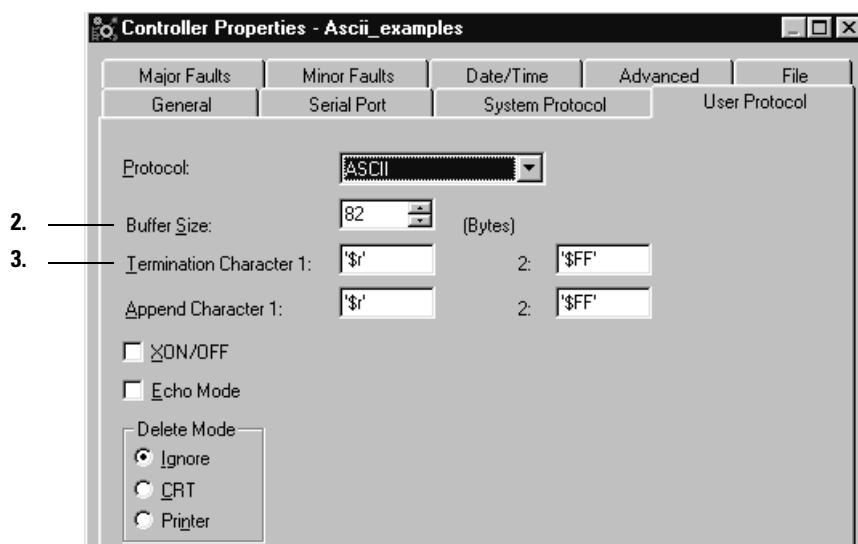 Controller Properties - Ascii_examples
Major Faults Minor Faults Date/Time Advanced File
General Serial Port System Protocol User Protocol
Protocol: ASCII
2. Buffer Size: 82 (Bytes)
3. Termination Character 1: '$r' 2: '$FF'
Append Character 1: '$r' 2: '$FF'
XON/OFF
Echo Mode
Delete Mode
Ignore
CRT
Printer